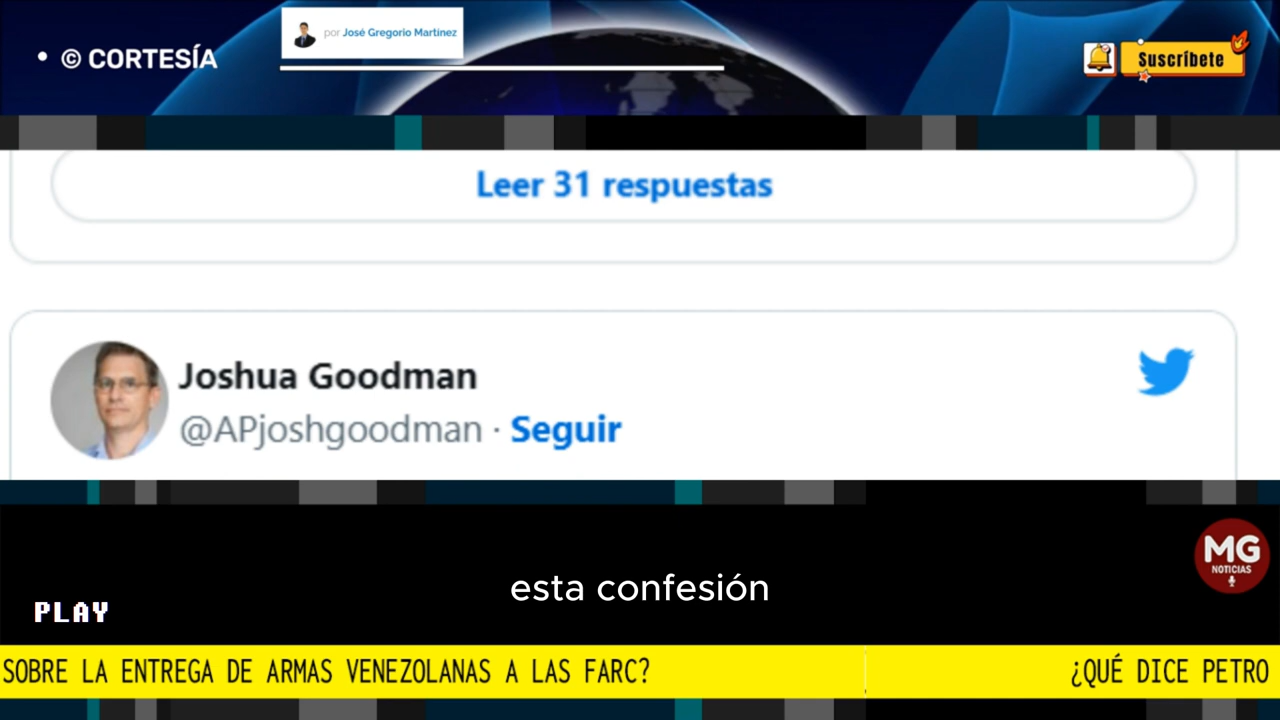 • © CORTESÍA
por José Gregorio Martínez
Suscríbete
Leer 31 respuestas
Joshua Goodman
@APjoshgoodman · Seguir
esta confesión
MG
NOTICIAS
PLAY
SOBRE LA ENTREGA DE ARMAS VENEZOLANAS A LAS FARC?
¿QUÉ DICE PETRO